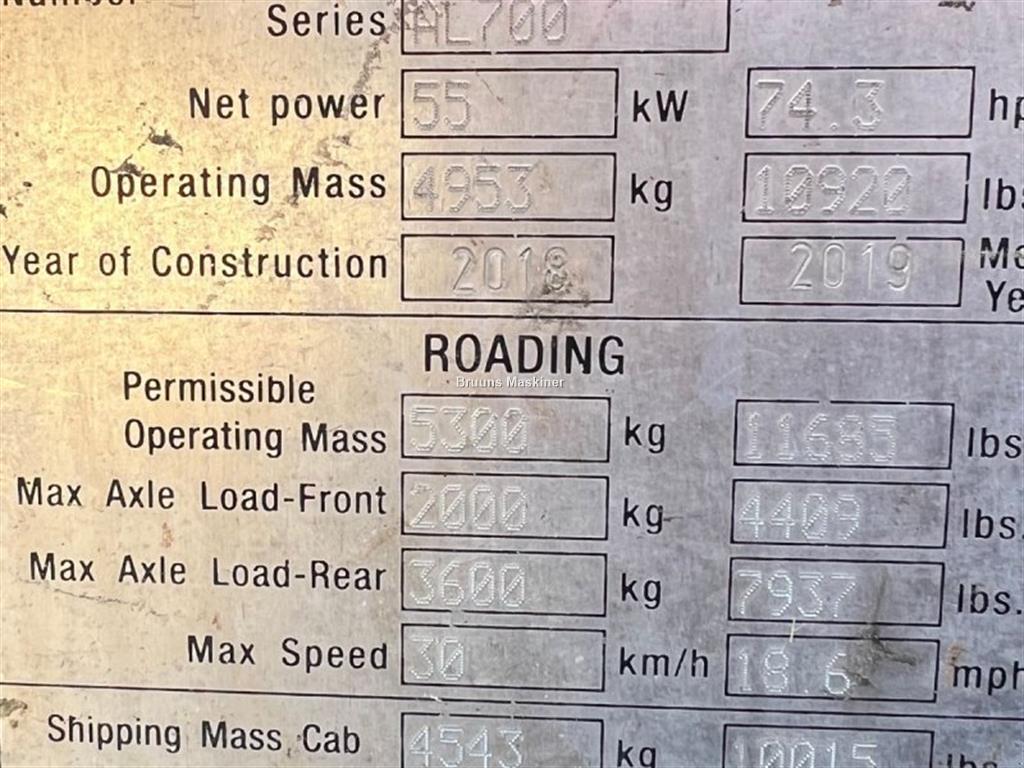 Series AL700
Net power 55 kW 74.3 hp
Operating Mass 4953 kg 10920 lbs
Year of Construction 2018 2019
ROADING
Bruuns Maskiner
Permissible
Operating Mass 5300 kg 11685 lbs
Max Axle Load-Front 2000 kg 4409 lbs.
Max Axle Load-Rear 3600 kg 7937 lbs.
Max Speed 30 km/h 18.6 mph
Shipping Mass Cab 4543 kg 10015 lbs